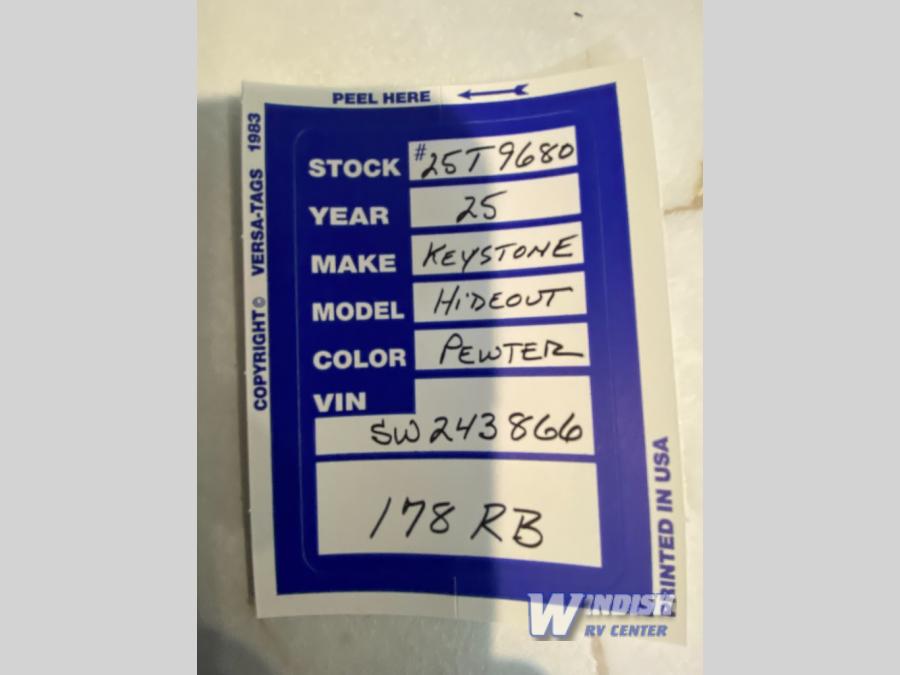 PEEL HERE
COPYRIGHT © VERSA-TAGS 1983
STOCK #25T9680
YEAR 25
MAKE KEYSTONE
MODEL HIDEOUT
COLOR PEWTER
VIN
SW243866
178 RB
PRINTED IN USA
WINDISH
RV CENTER